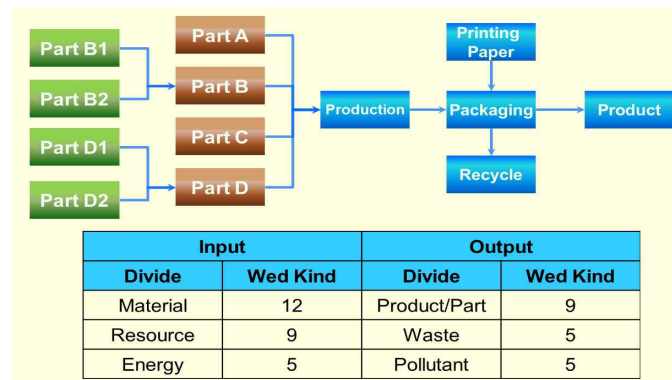 Part B1
Part B2
Part D1
Part D2
Part A
Part B
Part C
Part D
Production
Printing
Paper
Packaging
Recycle
Product
Input Output
Divide Wed Kind Divide Wed Kind
Material 12 Product/Part 9
Resource 9 Waste 5
Energy 5 Pollutant 5